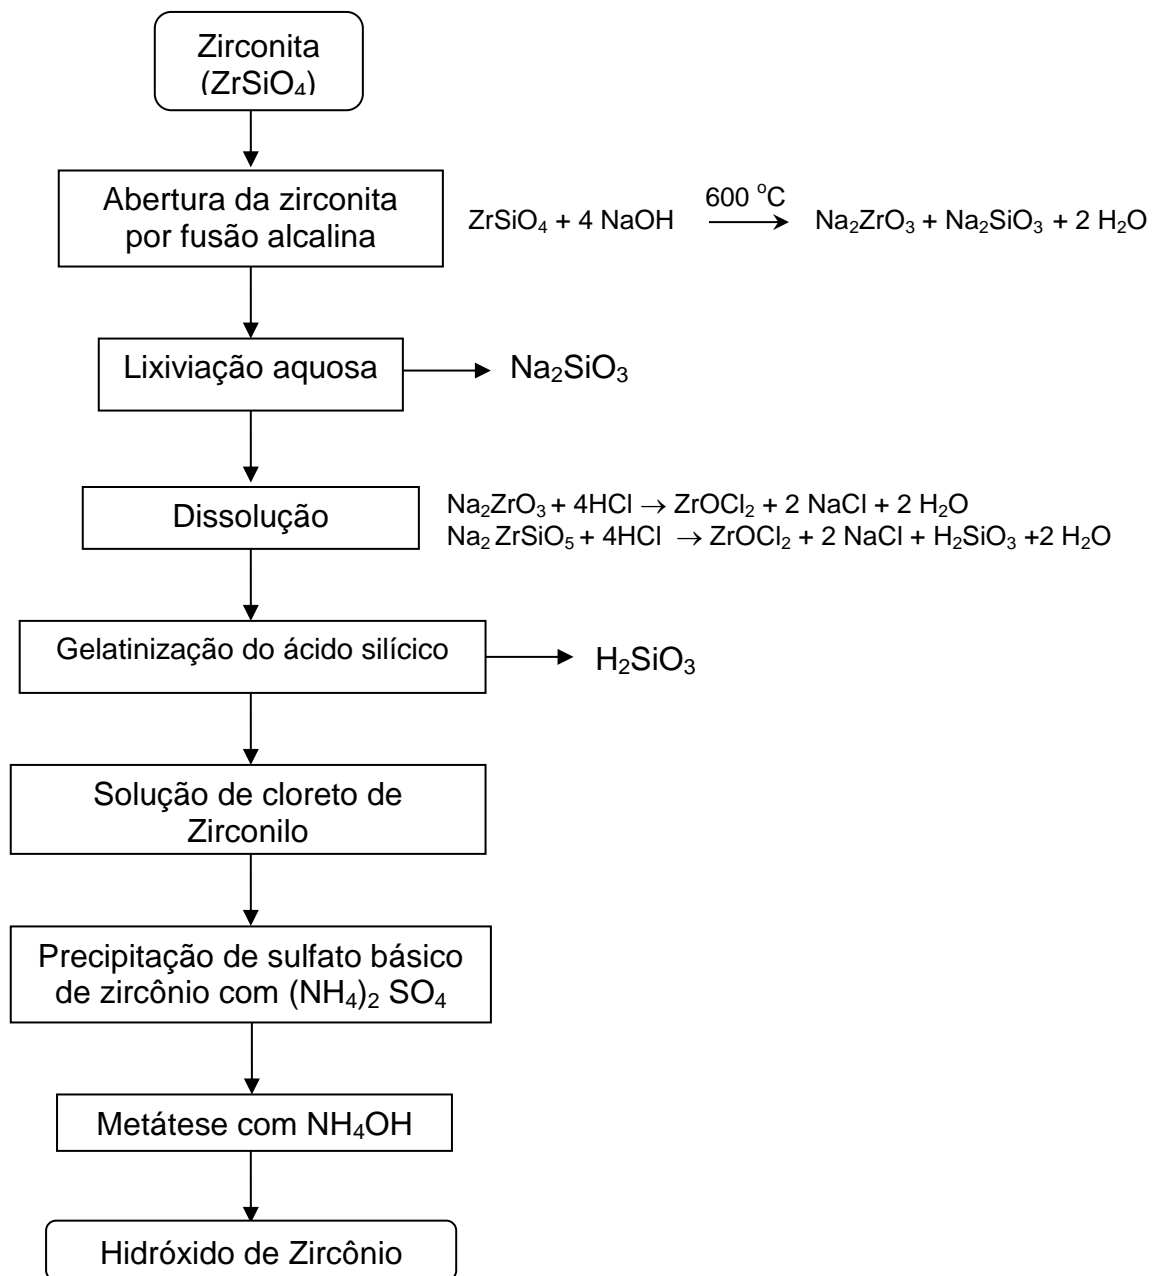 Zirconita
(ZrSiO₄)
Abertura da zirconita
por fusão alcalina
ZrSiO₄ + 4 NaOH 600 °C → Na₂ZrO₃ + Na₂SiO₃ + 2 H₂O
Lixiviação aquosa → Na₂SiO₃
Dissolução
Na₂ZrO₃ + 4HCl → ZrOCl₂ + 2 NaCl + 2 H₂O
Na₂ ZrSiO₅ + 4HCl → ZrOCl₂ + 2 NaCl + H₂SiO₃ +2 H₂O
Gelatinização do ácido silícico → H₂SiO₃
Solução de cloreto de
Zirconilo
Precipitação de sulfato básico
de zircônio com (NH₄)₂ SO₄
Metátese com NH₄OH
Hidróxido de Zircônio